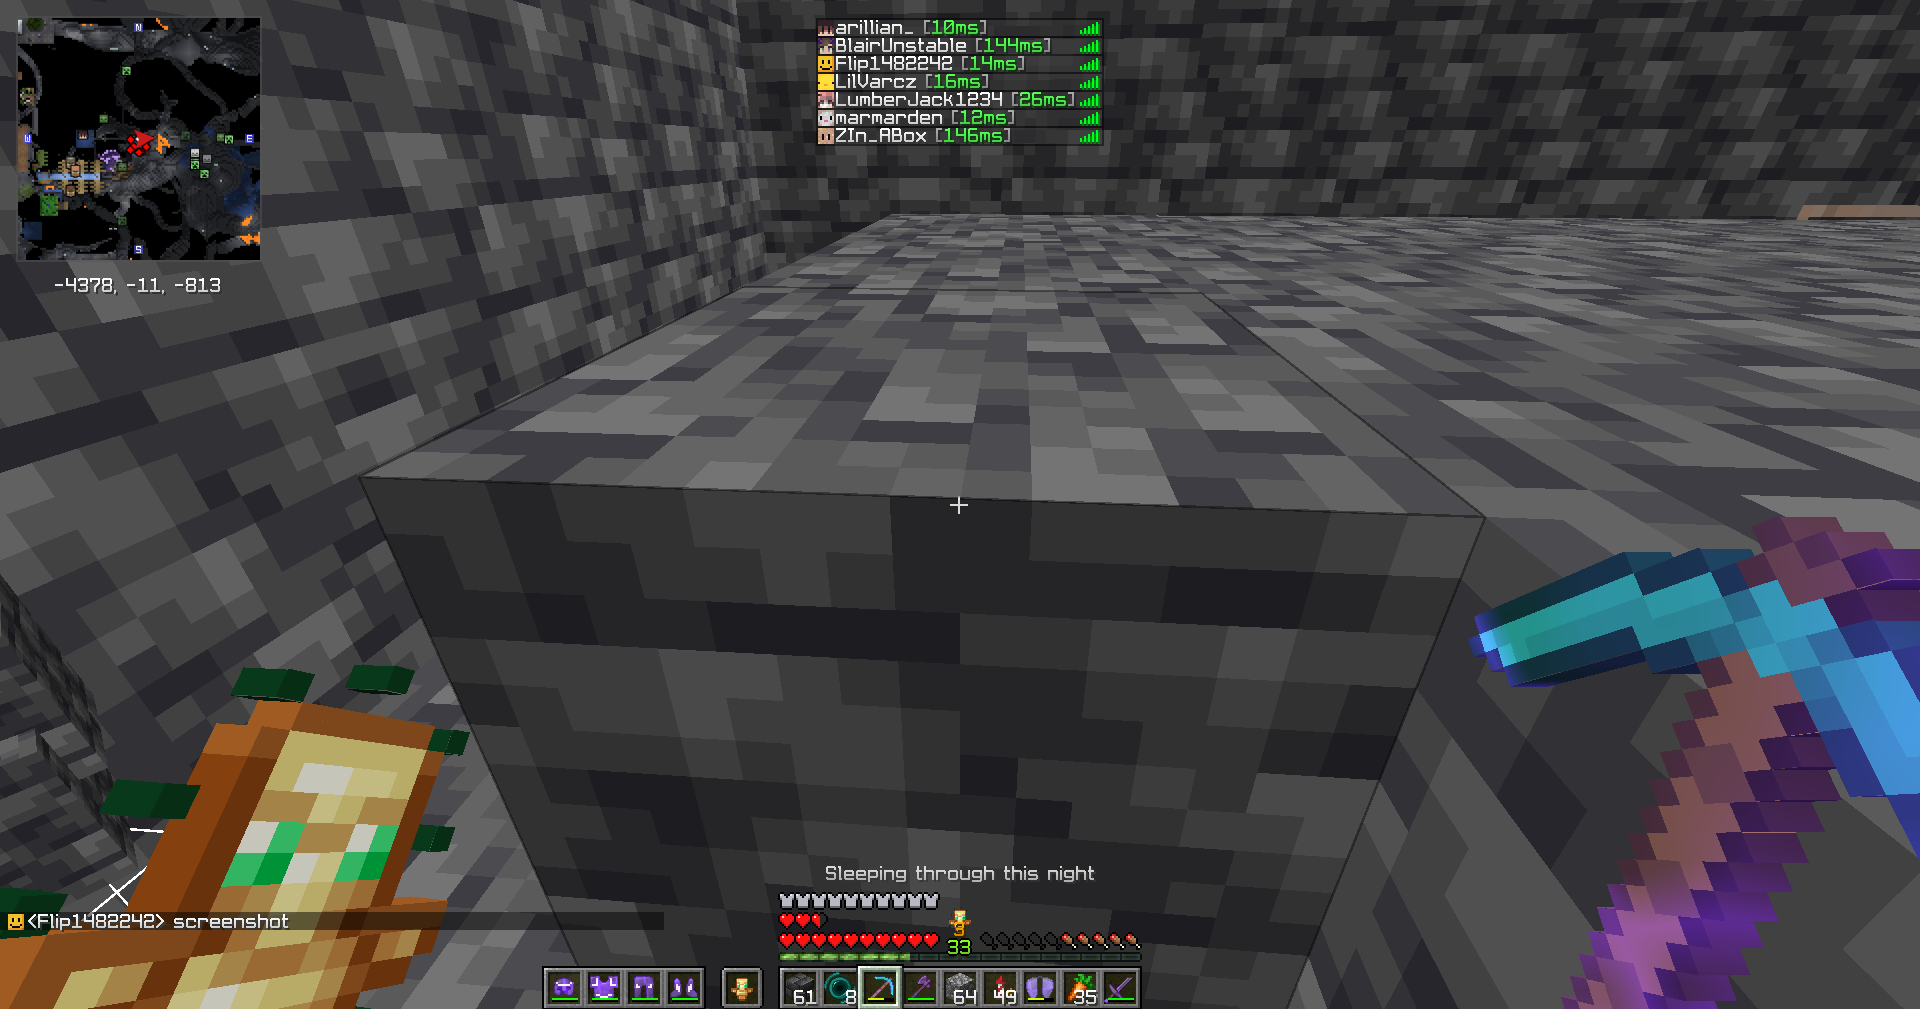 N
arillian_ [10ms]
BlairUnstable [144ms]
Flip1482242 [14ms]
LilVarcz [16ms]
LumberJack1234 [26ms]
marmarden [12ms]
ZIn_ABox [146ms]
W
E
S
-4378, -11, -813
Sleeping through this night
<Flip1482242> screenshot
3
33
61 8 64 49 35